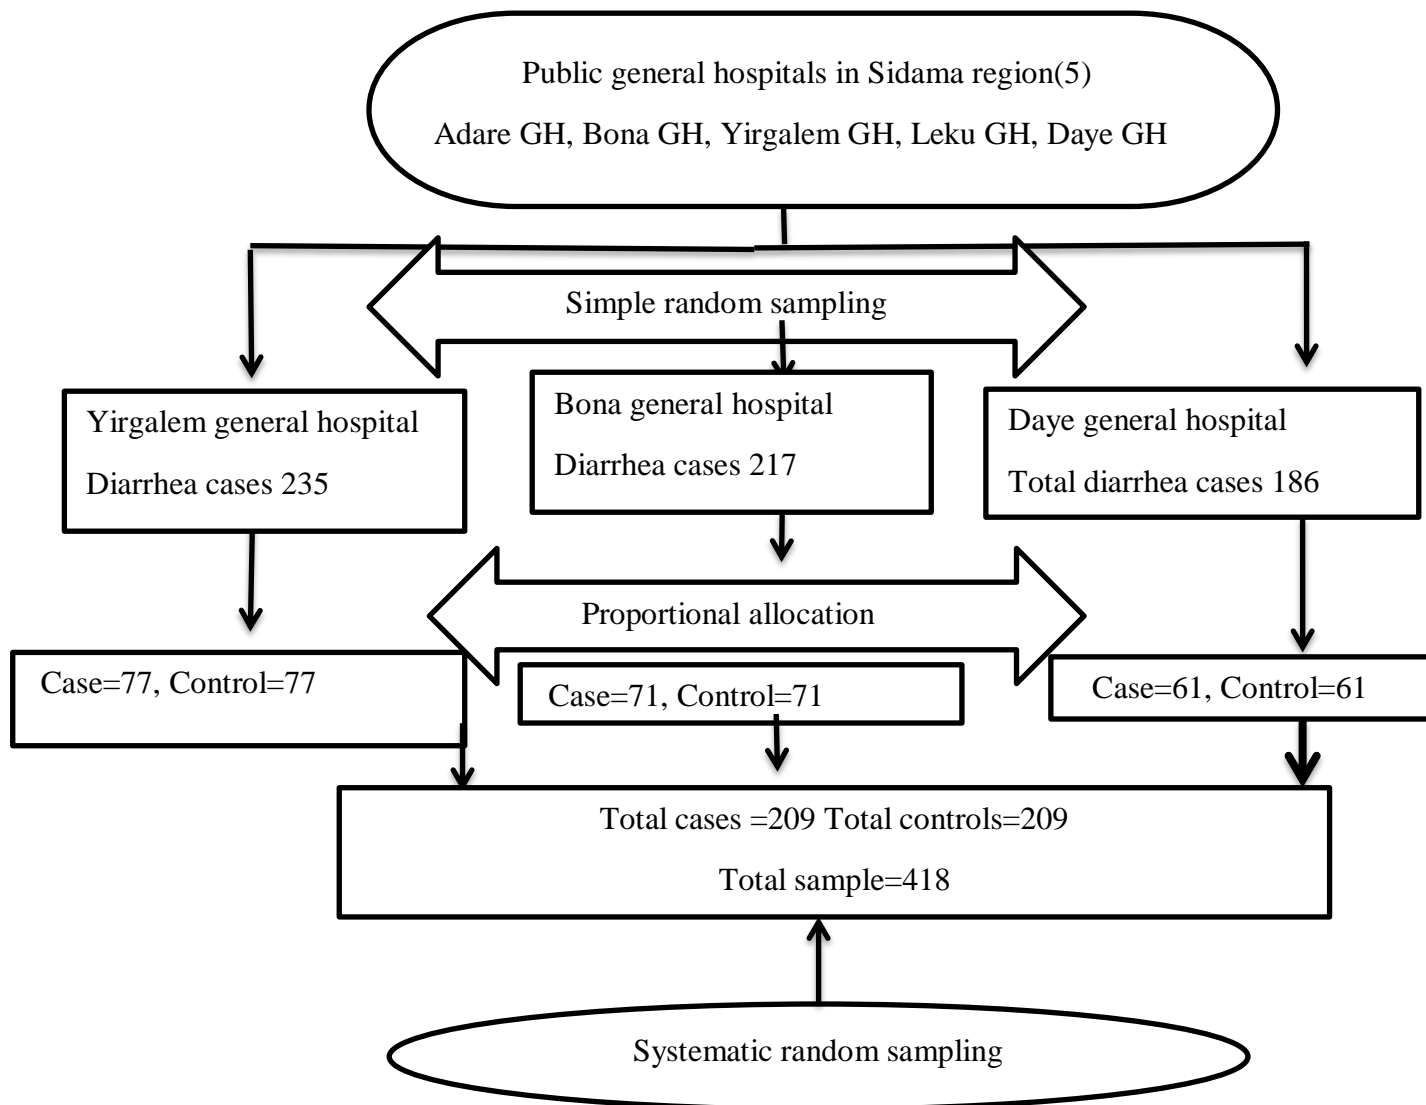 Public general hospitals in Sidama region(5)
Adare GH, Bona GH, Yirgalem GH, Leku GH, Daye GH
Simple random sampling
Yirgalem general hospital
Diarrhea cases 235
Bona general hospital
Diarrhea cases 217
Daye general hospital
Total diarrhea cases 186
Proportional allocation
Case=77, Control=77
Case=71, Control=71
Case=61, Control=61
Total cases =209 Total controls=209
Total sample=418
Systematic random sampling